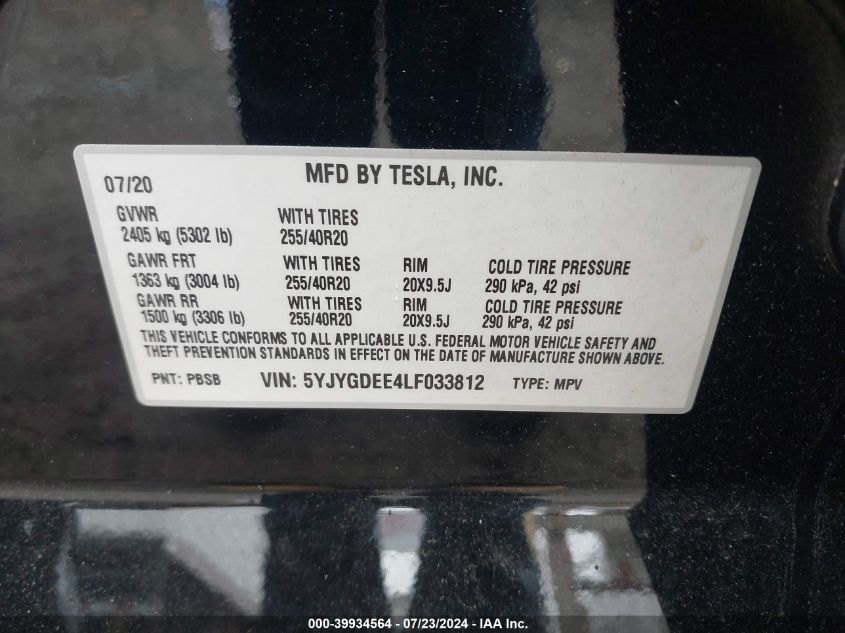 07/20 MFD BY TESLA, INC.
GVWR WITH TIRES
2405 kg (5302 lb) 255/40R20
GAWR FRT WITH TIRES RIM COLD TIRE PRESSURE
1363 kg (3004 lb) 255/40R20 20X9.5J 290 kPa, 42 psi
GAWR RR WITH TIRES RIM COLD TIRE PRESSURE
1500 kg (3306 lb) 255/40R20 20X9.5J 290 kPa, 42 psi
THIS VEHICLE CONFORMS TO ALL APPLICABLE U.S. FEDERAL MOTOR VEHICLE SAFETY AND
THEFT PREVENTION STANDARDS IN EFFECT ON THE DATE OF MANUFACTURE SHOWN ABOVE.
PNT: PBSB VIN: 5YJYGDEE4LF033812 TYPE: MPV
000-39934564 - 07/23/2024 - IAA Inc.